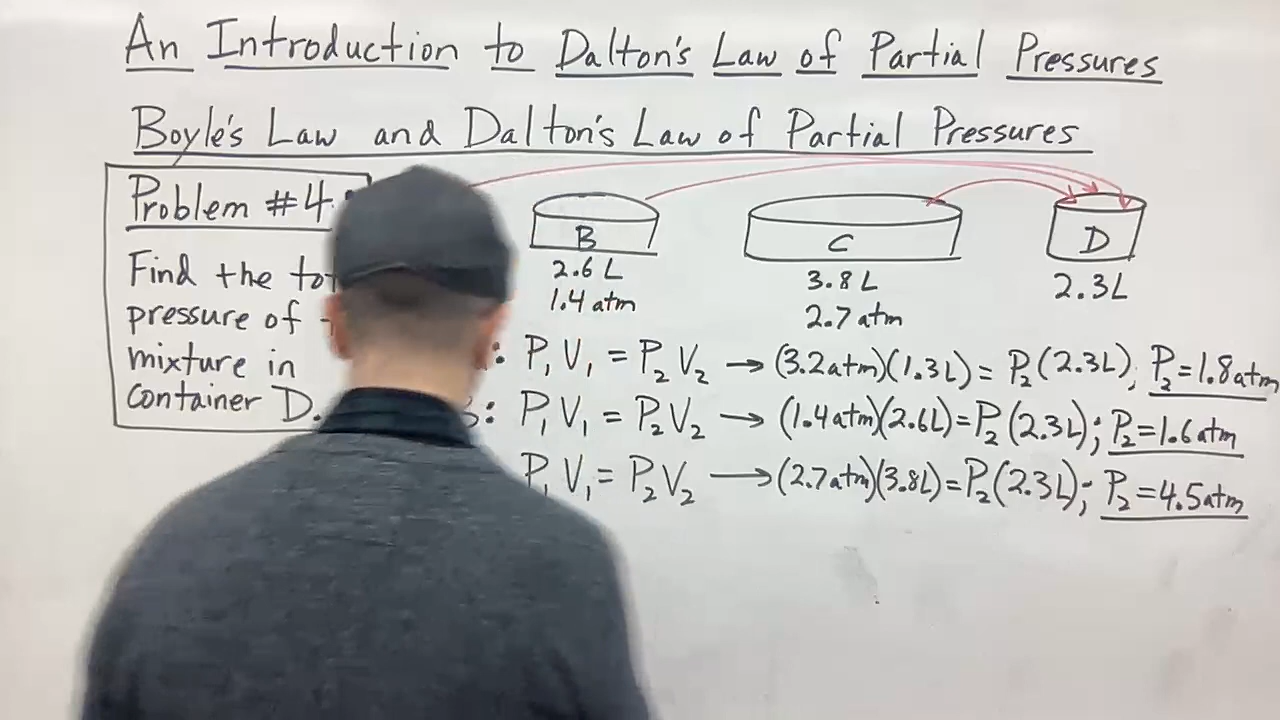 An Introduction to Dalton's Law of Partial Pressures
Boyle's Law and Dalton's Law of Partial Pressures
Problem #4
Find the
pressure of
mixture in
container D.
B
2.6 L
1.4 atm
C
3.8 L
2.7 atm
D
2.3L
: P₁V₁ = P₂V₂ → (3.2atm)(1.3L) = P₂(2.3L); P₂=1.8atm
: P₁V₁ = P₂V₂ → (1.4atm)(2.6L)=P₂(2.3L); P₂=1.6atm
P₁V₁=P₂V₂ → (2.7atm)(3.8L)=P₂(2.3L); P₂=4.5atm